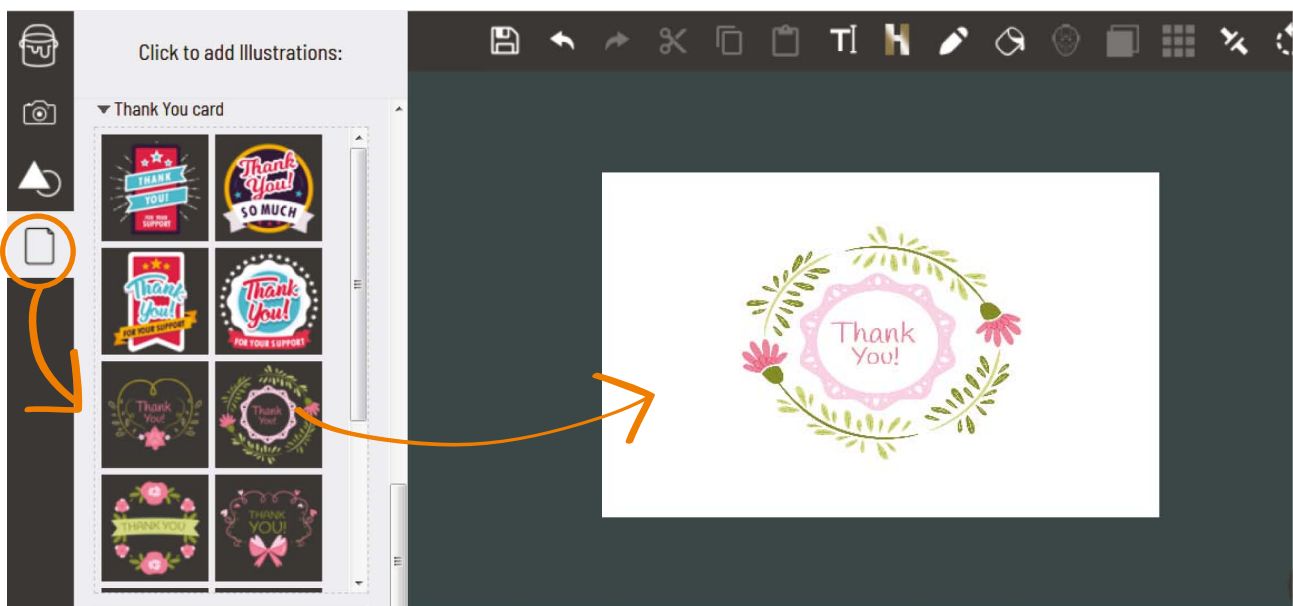 Click to add Illustrations:
TI H
Thank You card
THANK
YOU!
FOR YOUR
SUPPORT
Thank
You!
SO MUCH
Thank
You!
FOR YOUR SUPPORT
Thank
You!
FOR YOUR SUPPORT
Thank
You!
Thank
You!
THANK YOU
THANK
YOU!
Thank
You!